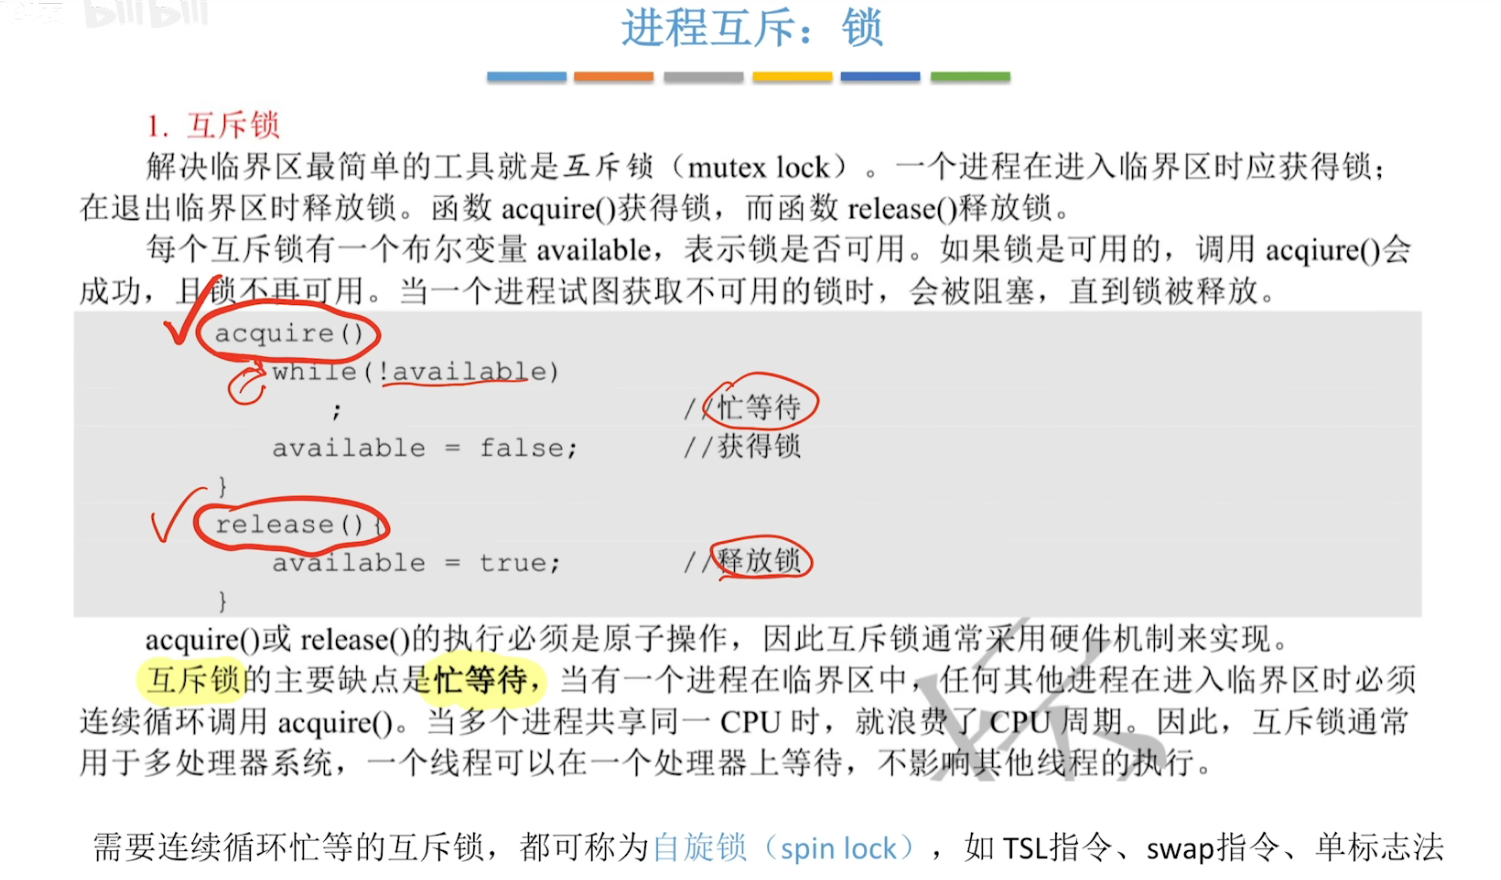 bilibili
进程互斥：锁
1. 互斥锁
解决临界区最简单的工具就是互斥锁（mutex lock）。一个进程在进入临界区时应获得锁；
在退出临界区时释放锁。函数 acquire()获得锁，而函数 release()释放锁。
每个互斥锁有一个布尔变量 available，表示锁是否可用。如果锁是可用的，调用 acqiure()会
成功，且锁不再可用。当一个进程试图获取不可用的锁时，会被阻塞，直到锁被释放。
acquire()
while(!available)
; //忙等待
available = false; //获得锁
}
release(){
available = true; //释放锁
}
acquire()或 release()的执行必须是原子操作，因此互斥锁通常采用硬件机制来实现。
互斥锁的主要缺点是忙等待，当有一个进程在临界区中，任何其他进程在进入临界区时必须
连续循环调用 acquire()。当多个进程共享同一 CPU 时，就浪费了 CPU 周期。因此，互斥锁通常
用于多处理器系统，一个线程可以在一个处理器上等待，不影响其他线程的执行。
需要连续循环忙等的互斥锁，都可称为自旋锁（spin lock），如 TSL指令、swap指令、单标志法